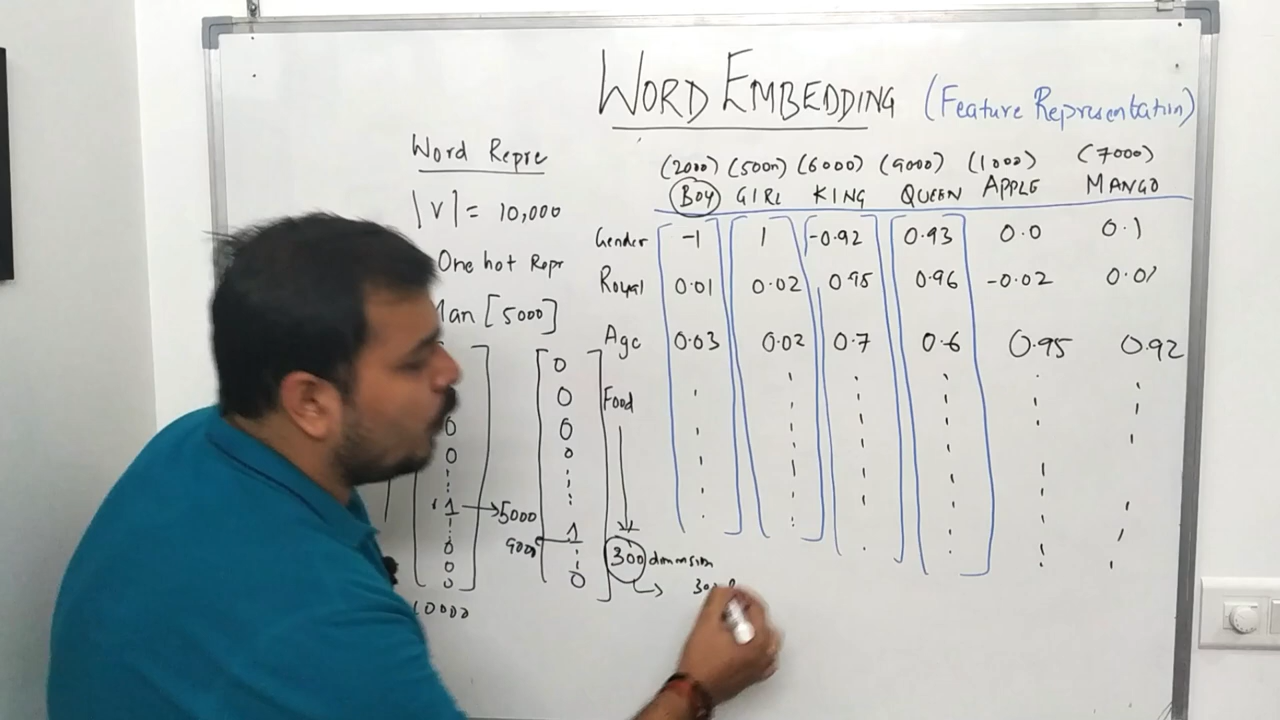 WORD EMBEDDING (Feature Representation)
Word Repre
|V| = 10,000
One hot Repr
Man [5000]
0
0
1 → 5000
0
0
10000
0
0
0
0
1
9000
0
(2000) (5000) (6000) (9000) (1000) (7000)
BOY GIRL KING QUEEN APPLE MANGO
Gender -1 1 -0.92 0.93 0.0 0.1
Royal 0.01 0.02 0.95 0.96 -0.02 0.01
Age 0.03 0.02 0.7 0.6 0.95 0.92
Food
300 dimension